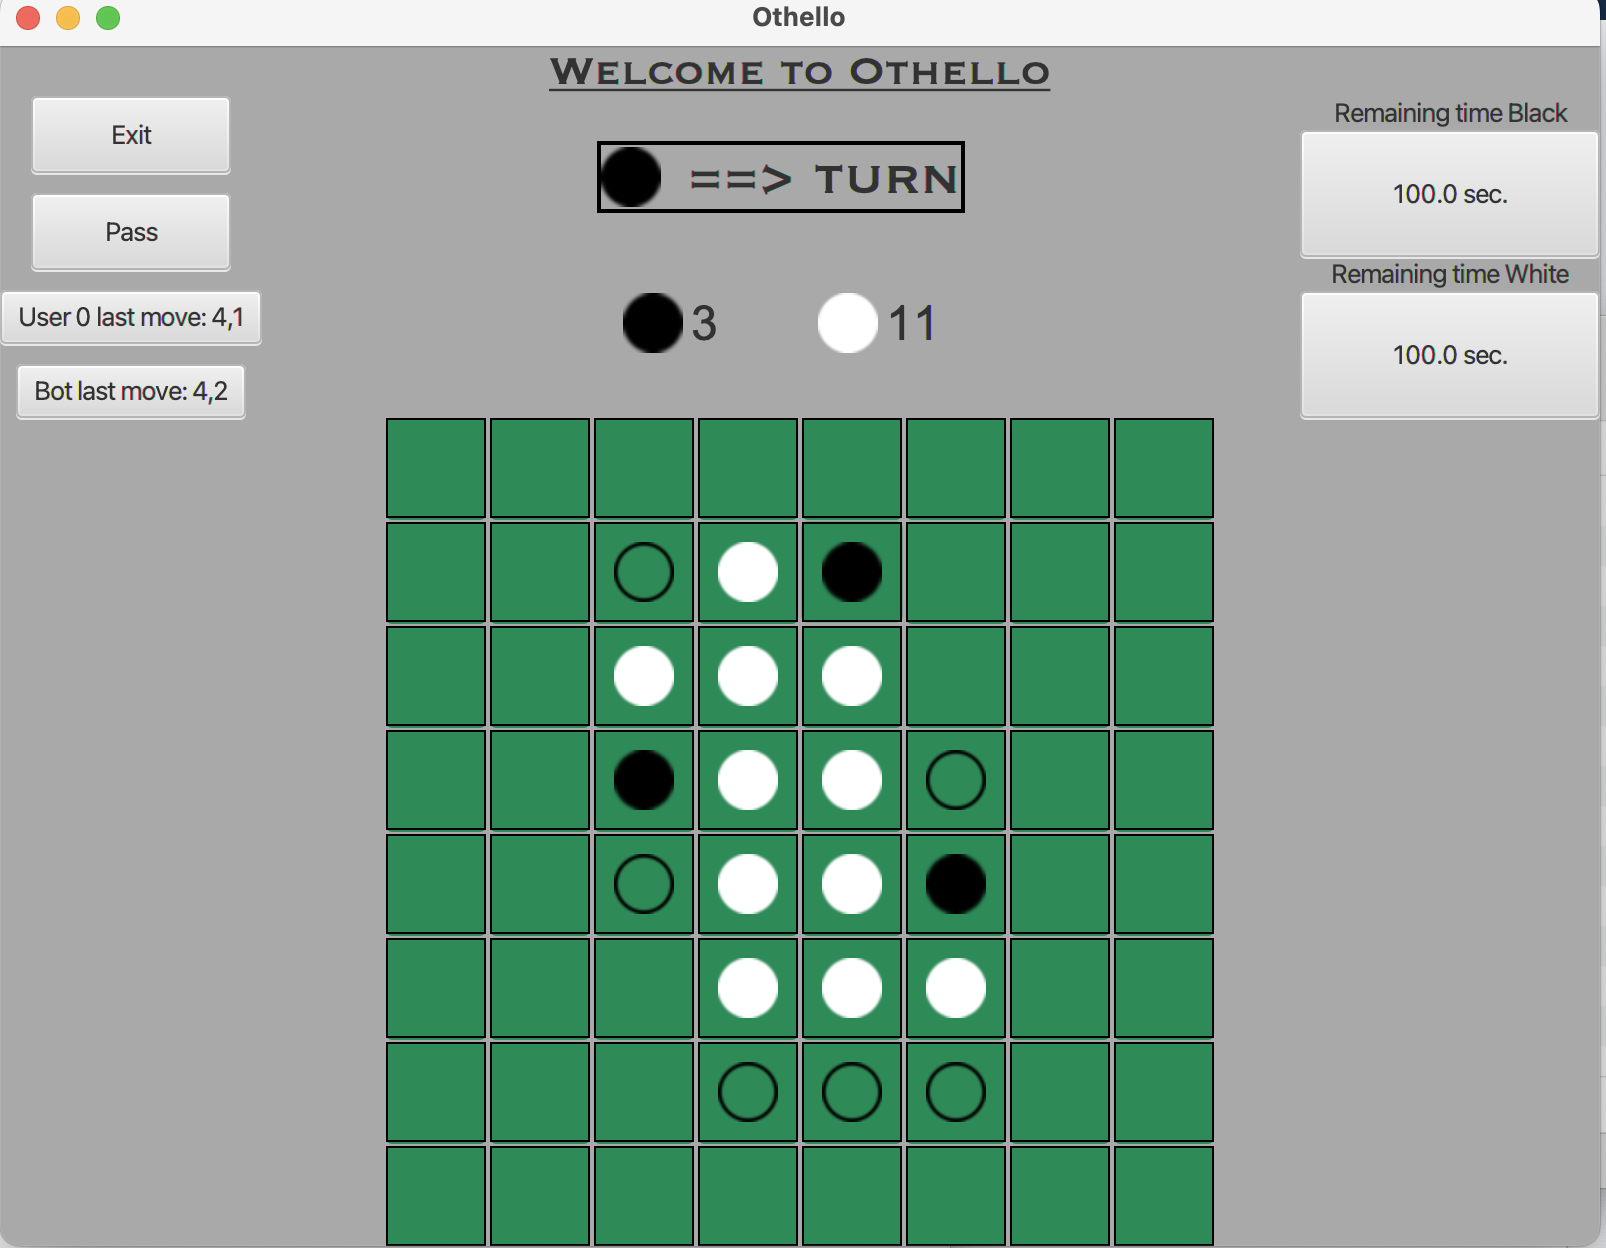 Othello
WELCOME TO OTHELLO
Exit
Pass
User 0 last move: 4,1
Bot last move: 4,2
==> TURN
3
11
Remaining time Black
100.0 sec.
Remaining time White
100.0 sec.